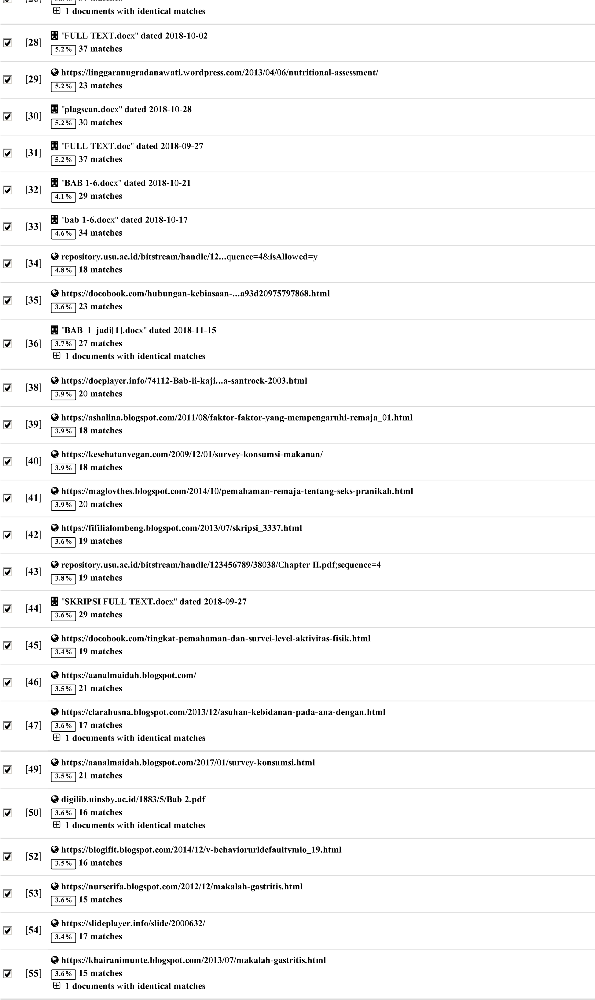 1 documents with identical matches
[28]
"FULL TEXT.docx" dated 2018-10-02
5.2% 37 matches
[29]
https://linggaranugradanawati.wordpress.com/2013/04/06/nutritional-assessment/
5.2% 23 matches
[30]
"plagscan.docx" dated 2018-10-28
5.2% 30 matches
[31]
"FULL TEXT.doc" dated 2018-09-27
5.2% 37 matches
[32]
"BAB 1-6.docx" dated 2018-10-21
4.1% 29 matches
[33]
"bab 1-6.docx" dated 2018-10-17
4.6% 34 matches
[34]
repository.usu.ac.id/bitstream/handle/12...quence=4&isAllowed=y
4.8% 18 matches
[35]
https://docobook.com/hubungan-kebiasaan-...a93d20975797868.html
3.6% 23 matches
[36]
"BAB_1_jadi[1].docx" dated 2018-11-15
3.7% 27 matches
1 documents with identical matches
[38]
https://docplayer.info/74112-Bab-ii-kaji...a-santrock-2003.html
3.9% 20 matches
[39]
https://ashalina.blogspot.com/2011/08/faktor-faktor-yang-mempengaruhi-remaja_01.html
3.9% 18 matches
[40]
https://kesehatanvegan.com/2009/12/01/survey-konsumsi-makanan/
3.9% 18 matches
[41]
https://maglovthes.blogspot.com/2014/10/pemahaman-remaja-tentang-seks-pranikah.html
3.9% 20 matches
[42]
https://fifilialombeng.blogspot.com/2013/07/skripsi_3337.html
3.6% 19 matches
[43]
repository.usu.ac.id/bitstream/handle/123456789/38038/Chapter II.pdf;sequence=4
3.8% 19 matches
[44]
"SKRIPSI FULL TEXT.docx" dated 2018-09-27
3.6% 29 matches
[45]
https://docobook.com/tingkat-pemahaman-dan-survei-level-aktivitas-fisik.html
3.4% 19 matches
[46]
https://aanalmaidah.blogspot.com/
3.5% 21 matches
[47]
https://clarahusna.blogspot.com/2013/12/asuhan-kebidanan-pada-ana-dengan.html
3.6% 17 matches
1 documents with identical matches
[49]
https://aanalmaidah.blogspot.com/2017/01/survey-konsumsi.html
3.5% 21 matches
[50]
digilib.uinsby.ac.id/1883/5/Bab 2.pdf
3.6% 16 matches
1 documents with identical matches
[52]
https://blogifit.blogspot.com/2014/12/v-behaviorurldefaultvmlo_19.html
3.5% 16 matches
[53]
https://nurserifa.blogspot.com/2012/12/makalah-gastritis.html
3.6% 15 matches
[54]
https://slideplayer.info/slide/2000632/
3.4% 17 matches
[55]
https://khairanimunte.blogspot.com/2013/07/makalah-gastritis.html
3.6% 15 matches
1 documents with identical matches